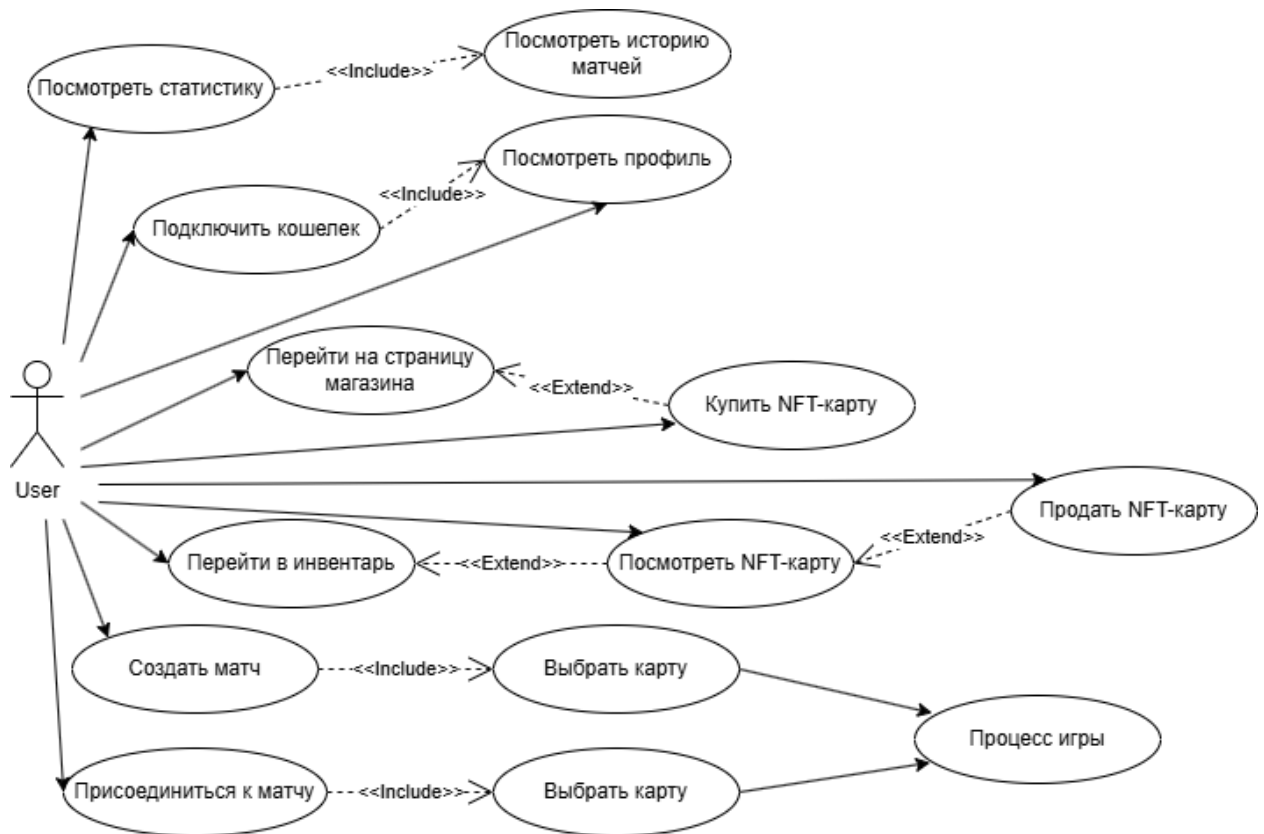 Посмотреть историю
матчей
<<Include>>
Посмотреть статистику
Посмотреть профиль
<<Include>>
Подключить кошелек
Перейти на страницу
магазина
<<Extend>>
Купить NFT-карту
User
Продать NFT-карту
<<Extend>>
Перейти в инвентарь
<<Extend>>
Посмотреть NFT-карту
Создать матч
<<Include>>
Выбрать карту
Процесс игры
Присоединиться к матчу
<<Include>>
Выбрать карту